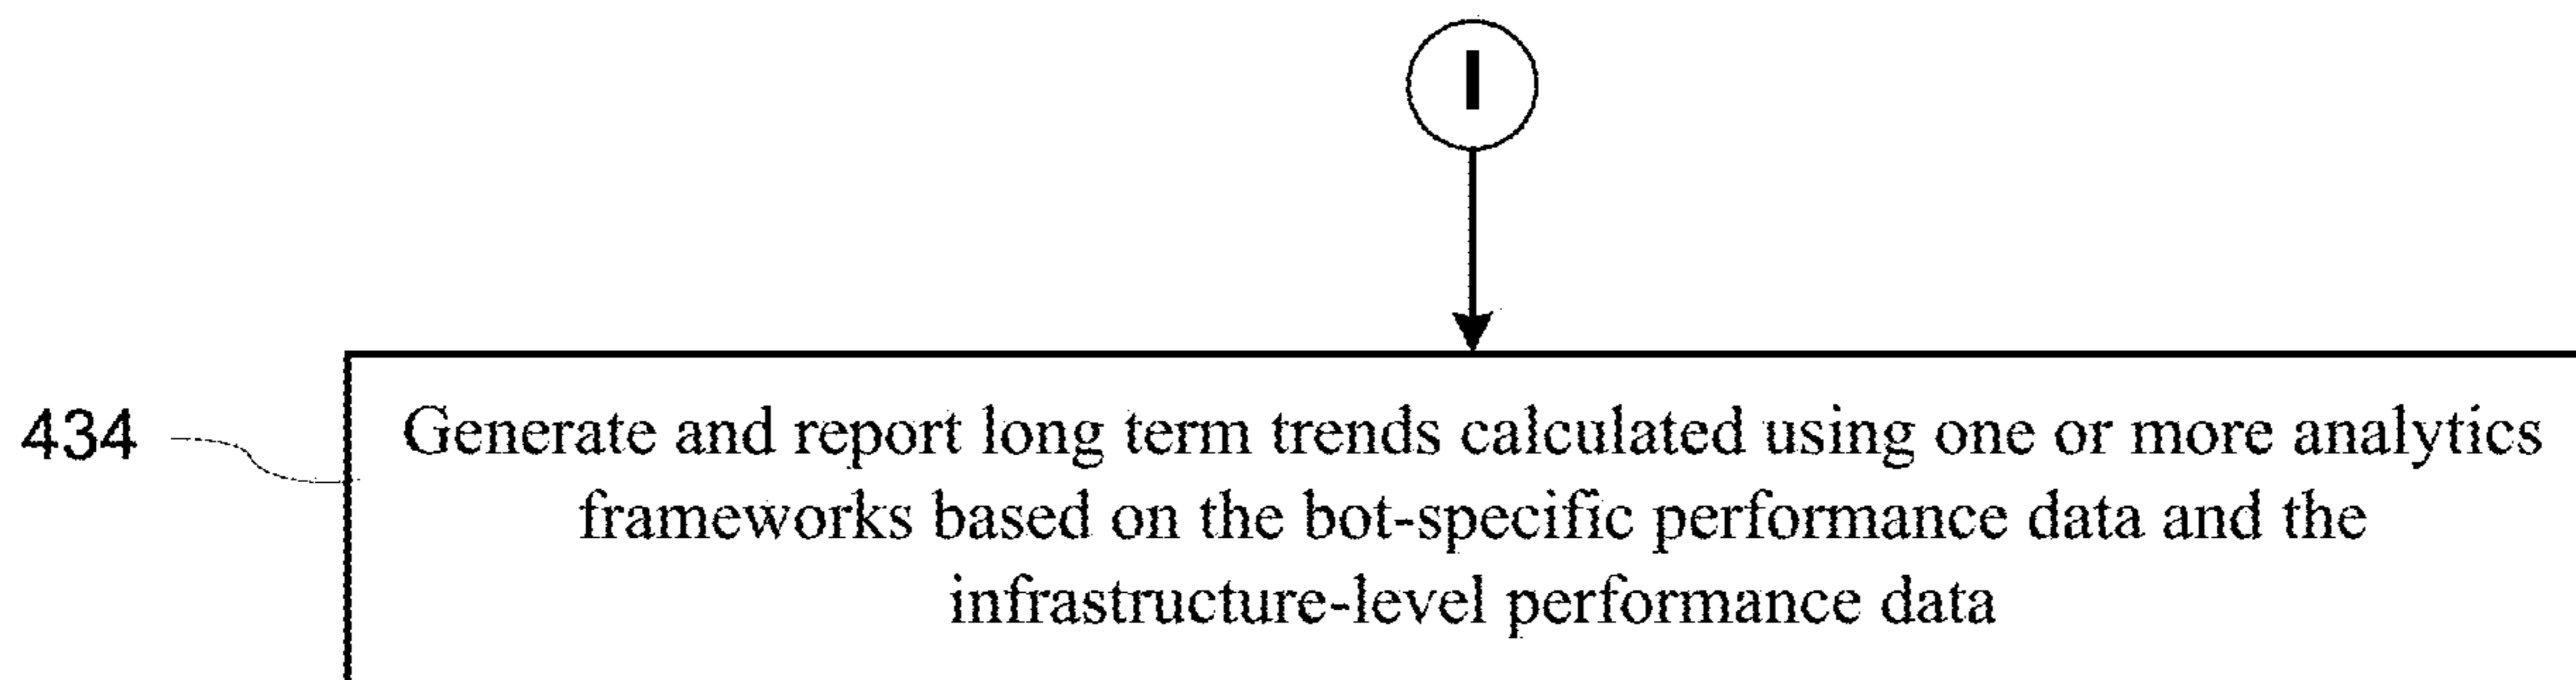 I
434
Generate and report long term trends calculated using one or more analytics
frameworks based on the bot-specific performance data and the
infrastructure-level performance data